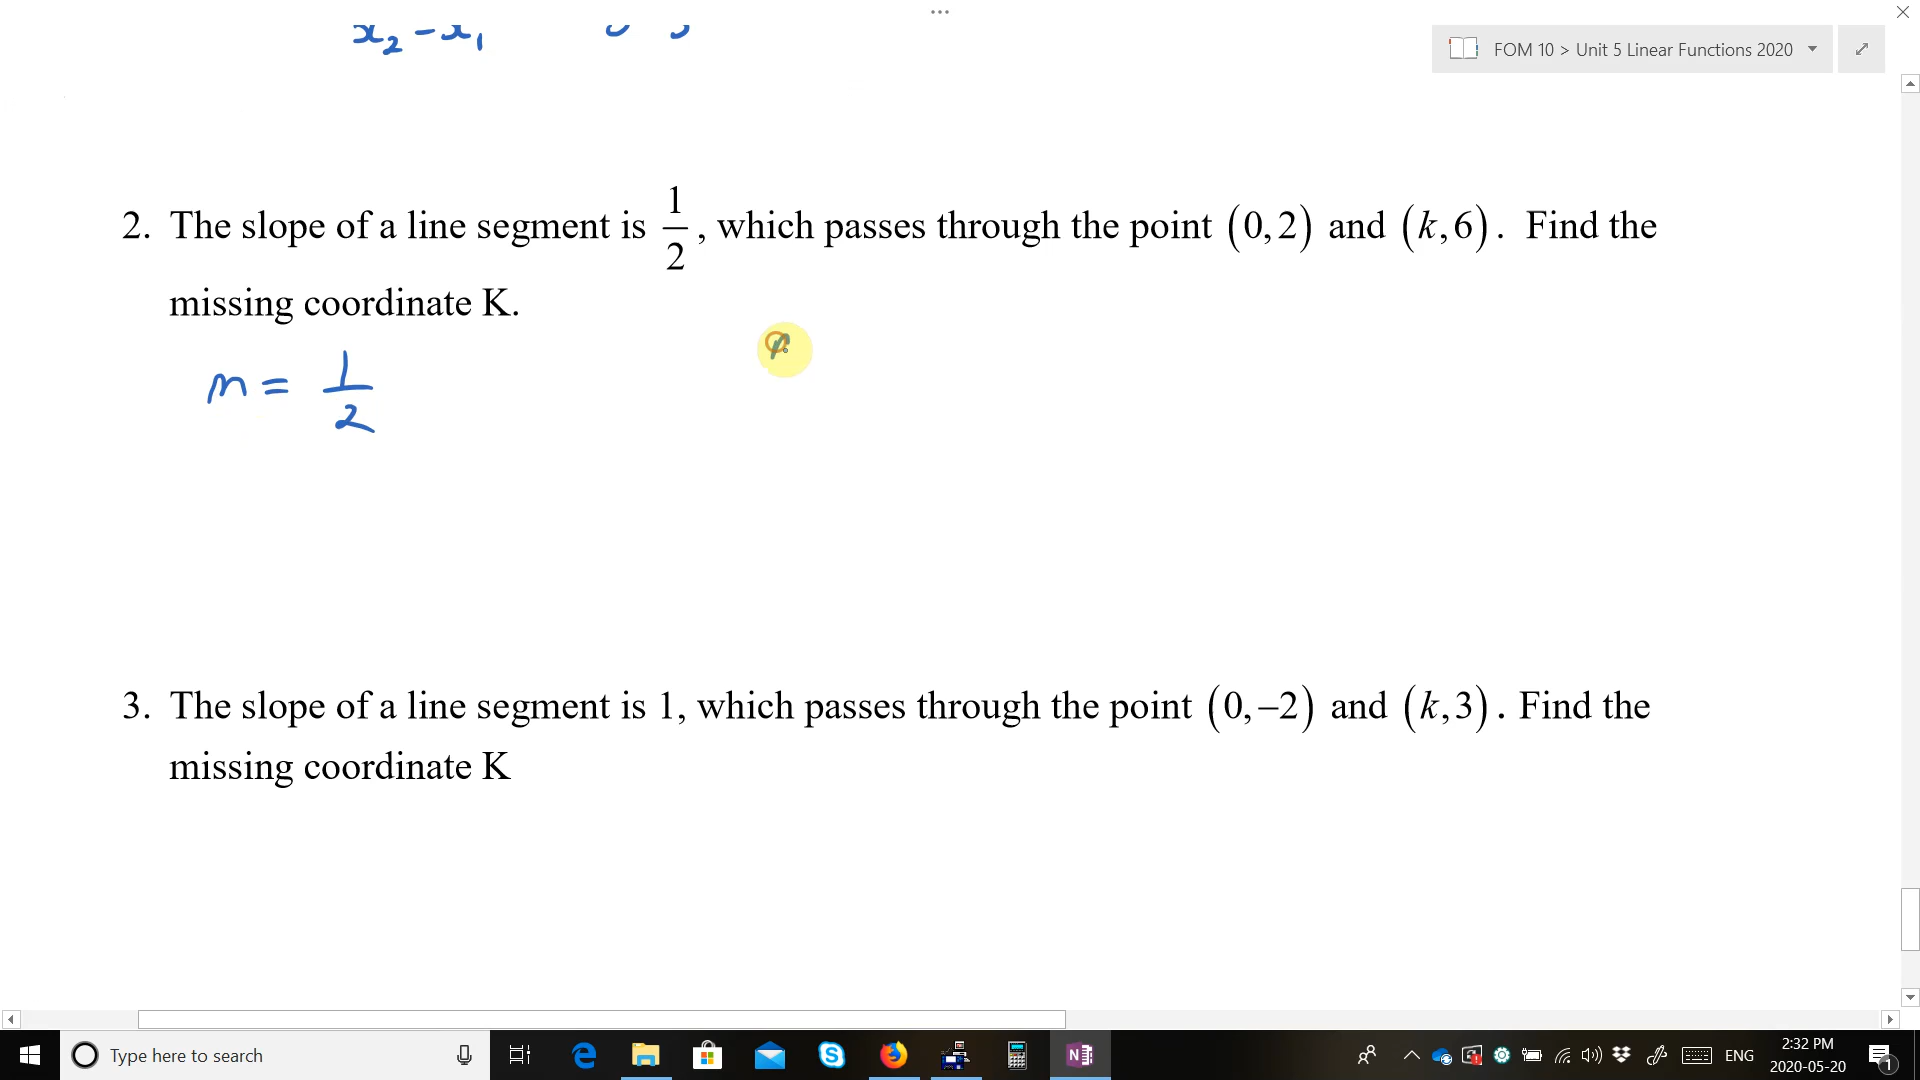 x₂ - x₁
FOM 10 > Unit 5 Linear Functions 2020
2. The slope of a line segment is 1/2, which passes through the point (0,2) and (k,6). Find the
missing coordinate K.
m = 1/2
3. The slope of a line segment is 1, which passes through the point (0,−2) and (k,3). Find the
missing coordinate K
Type here to search
ENG
2:32 PM
2020-05-20
1